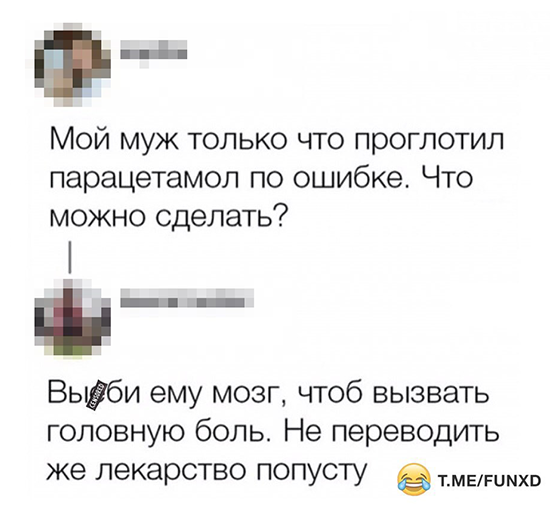 Мой муж только что проглотил
парацетамол по ошибке. Что
можно сделать?
ему мозг, чтоб вызвать
головную боль. Не переводить
же лекарство попусту
T.ME/FUNXD